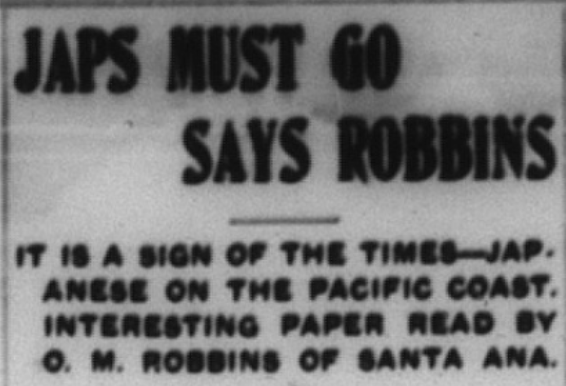 JAPS MUST GO
SAYS ROBBINS
IT IS A SIGN OF THE TIMES—JAP-
ANESE ON THE PACIFIC COAST.
INTERESTING PAPER READ BY
O. M. ROBBINS OF SANTA ANA.